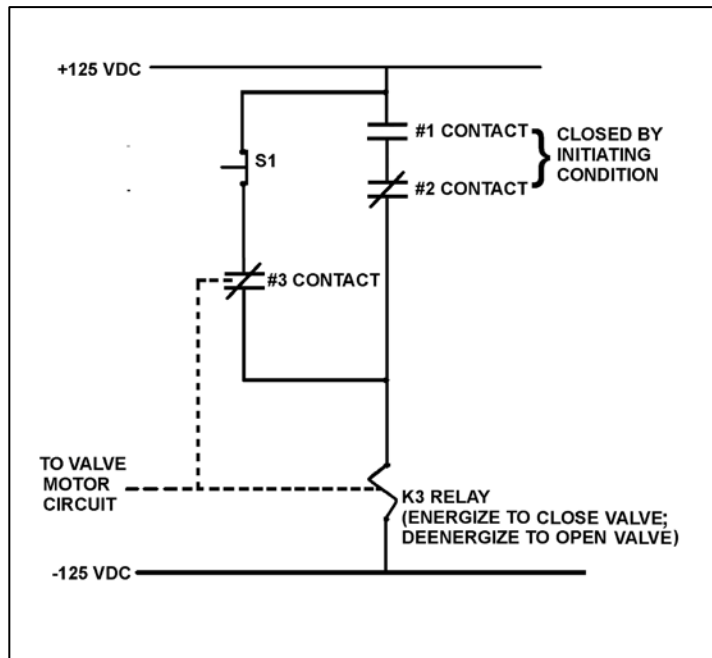 +125 VDC
#1 CONTACT
CLOSED BY
INITIATING
CONDITION
S1
#2 CONTACT
#3 CONTACT
TO VALVE
MOTOR
CIRCUIT
K3 RELAY
(ENERGIZE TO CLOSE VALVE;
DEENERGIZE TO OPEN VALVE)
-125 VDC